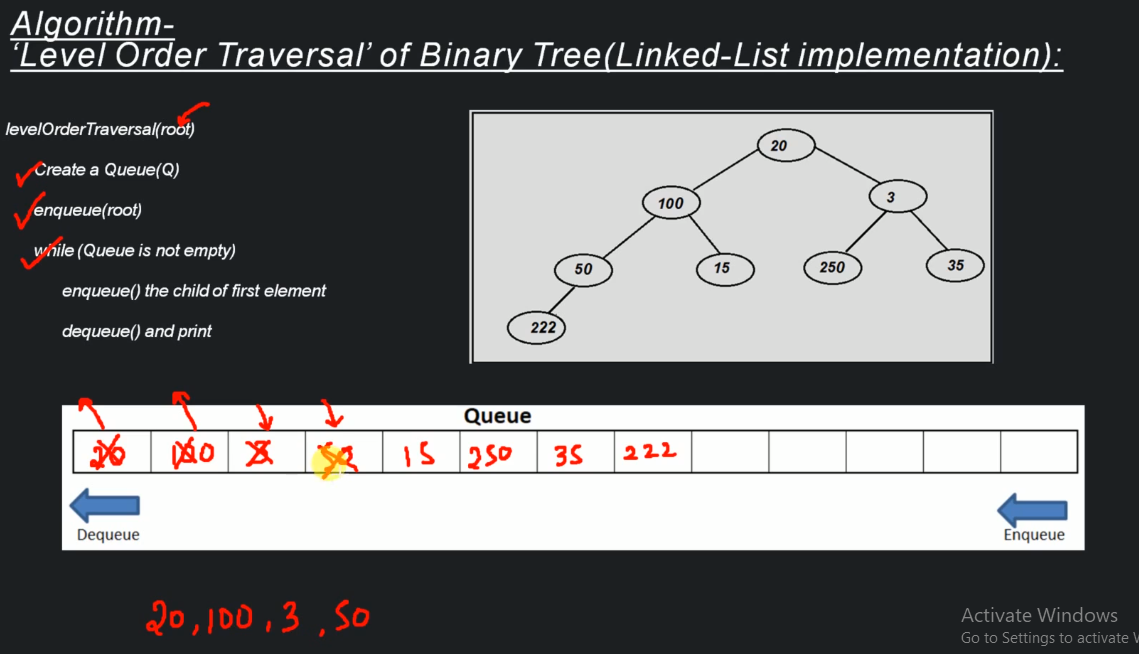 Algorithm-
‘Level Order Traversal’ of Binary Tree(Linked-List implementation):
levelOrderTraversal(root)
Create a Queue(Q)
enqueue(root)
while (Queue is not empty)
enqueue() the child of first element
dequeue() and print
20
100 3
50 15 250 35
222
Queue
20 100 3 50 15 250 35 222
Dequeue Enqueue
20, 100, 3, 50
Activate Windows
Go to Settings to activate W